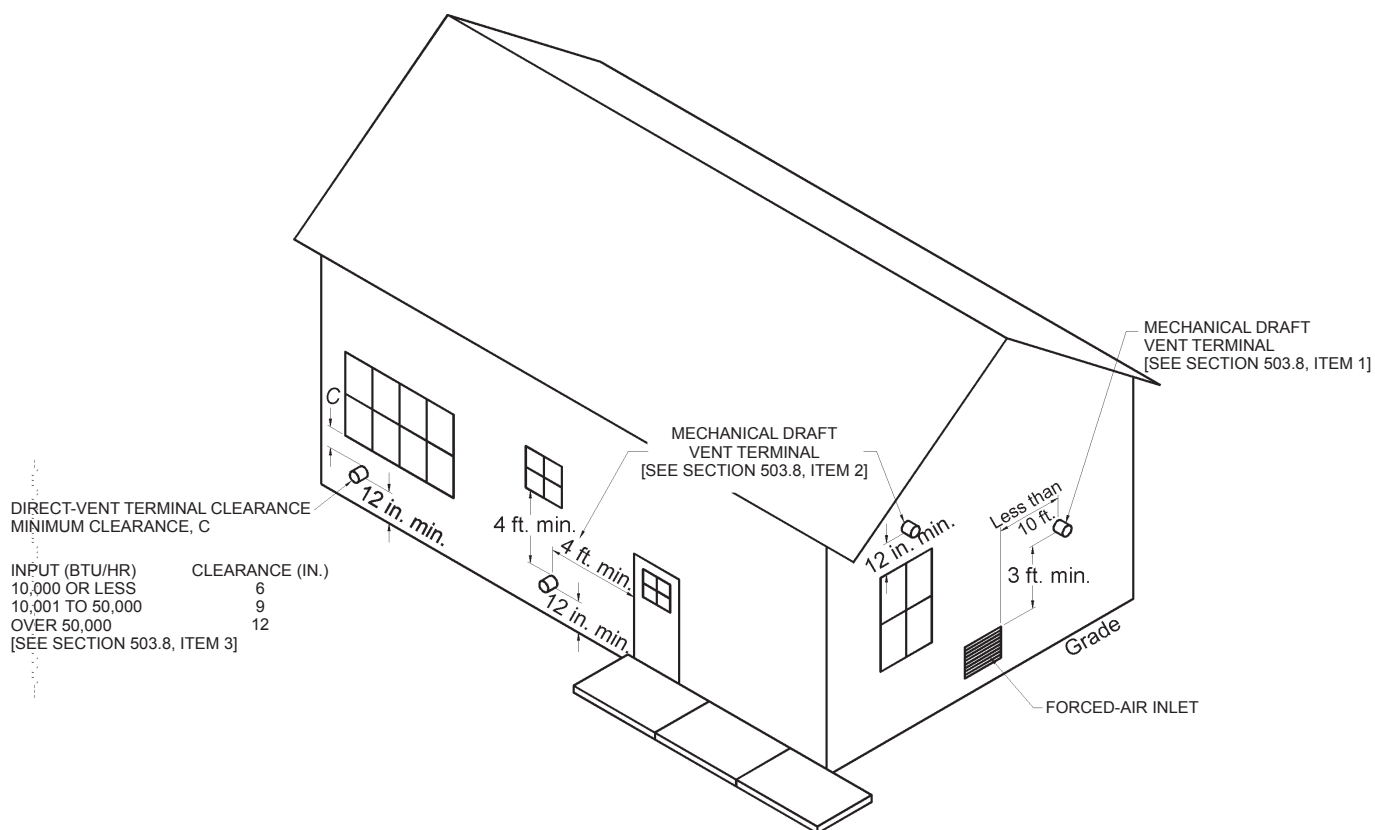 MECHANICAL DRAFT
VENT TERMINAL
[SEE SECTION 503.8, ITEM 1]
C
MECHANICAL DRAFT
VENT TERMINAL
[SEE SECTION 503.8, ITEM 2]
DIRECT-VENT TERMINAL CLEARANCE
MINIMUM CLEARANCE, C
12 in. min.
4 ft. min.
4 ft. min.
12 in. min.
12 in. min.
Less than
10 ft.
3 ft. min.
INPUT (BTU/HR) CLEARANCE (IN.)
10,000 OR LESS 6
10,001 TO 50,000 9
OVER 50,000 12
[SEE SECTION 503.8, ITEM 3]
Grade
FORCED-AIR INLET